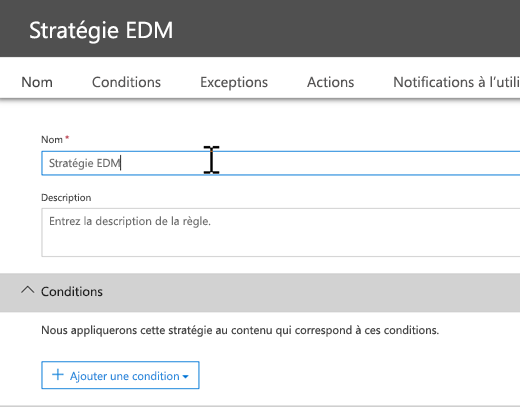 Stratégie EDM
Nom Conditions Exceptions Actions Notifications à l'utili
Nom *
Stratégie EDM
Description
Entrez la description de la règle.
Conditions
Nous appliquerons cette stratégie au contenu qui correspond à ces conditions.
Ajouter une condition